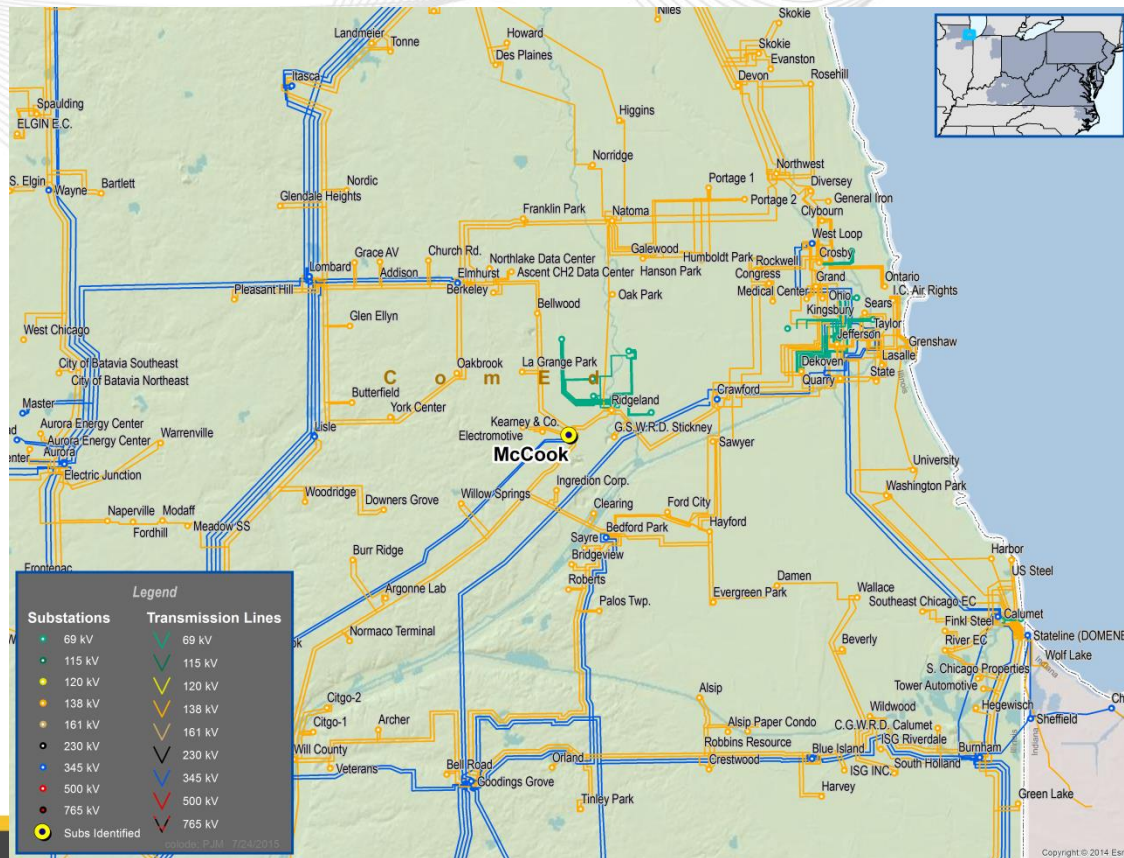 Niles
Skokie
Landmeier
Tonne
Howard
Des Plaines
Skokie
Evanston
Devon
Rosehill
Itasca
Spaulding
ELGIN E.C.
Higgins
Norridge
Northwest
S. Elgin
Wayne
Bartlett
Nordic
Glendale Heights
Portage 1
Portage 2
Diversey
General Iron
Clybourn
Franklin Park
Natoma
West Loop
Crosby
Lombard
Grace AV
Church Rd.
Addison
Northlake Data Center
Elmhurst
Ascent CH2 Data Center
Berkeley
Galewood
Hanson Park
Humboldt Park
Rockwell
Congress
Grand
Medical Center
Ohio
Ontario
I.C. Air Rights
Pleasant Hill
Bellwood
Oak Park
Kingsbury
Sears
Glen Ellyn
West Chicago
Taylor
Jefferson
Grenshaw
City of Batavia Southeast
City of Batavia Northeast
Oakbrook
La Grange Park
Dekoven
Lasalle
Quarry
State
Illinois
ComEd
Master
Butterfield
York Center
Ridgeland
Crawford
Aurora Energy Center
Aurora Energy Center
Warrenville
Aurora
Electric Junction
Lisle
Kearney & Co.
Electromotive
G.S.W.R.D. Stickney
McCook
Sawyer
University
Washington Park
Woodridge
Downers Grove
Willow Springs
Ingredion Corp.
Clearing
Ford City
Naperville
Modaff
Fordhill
Meadow SS
Bedford Park
Hayford
Sayre
Bridgeview
Burr Ridge
Harbor
US Steel
Frontenac
Roberts
Argonne Lab
Palos Twp.
Evergreen Park
Damen
Wallace
Southeast Chicago EC
Calumet
Finkl Steel
Stateline (DOMENE
Normaco Terminal
Beverly
River EC
Wolf Lake
Indiana
S. Chicago Properties
Tower Automotive
Citgo-2
Citgo-1
Archer
Alsip
Alsip Paper Condo
Robbins Resource
Wildwood
C.G.W.R.D. Calumet
ISG Riverdale
Hegewisch
Sheffield
Will County
Veterans
Bell Road
Goodings Grove
Orland
Crestwood
Blue Island
ISG INC.
South Holland
Burnham
Illinois
Indiana
Tinley Park
Harvey
Green Lake
Legend
Substations
Transmission Lines
69 kV
69 kV
115 kV
115 kV
120 kV
120 kV
138 kV
138 kV
161 kV
161 kV
230 kV
230 kV
345 kV
345 kV
500 kV
500 kV
765 kV
765 kV
Subs Identified
PJM 7/24/2015
Copyright © 2014 Esr